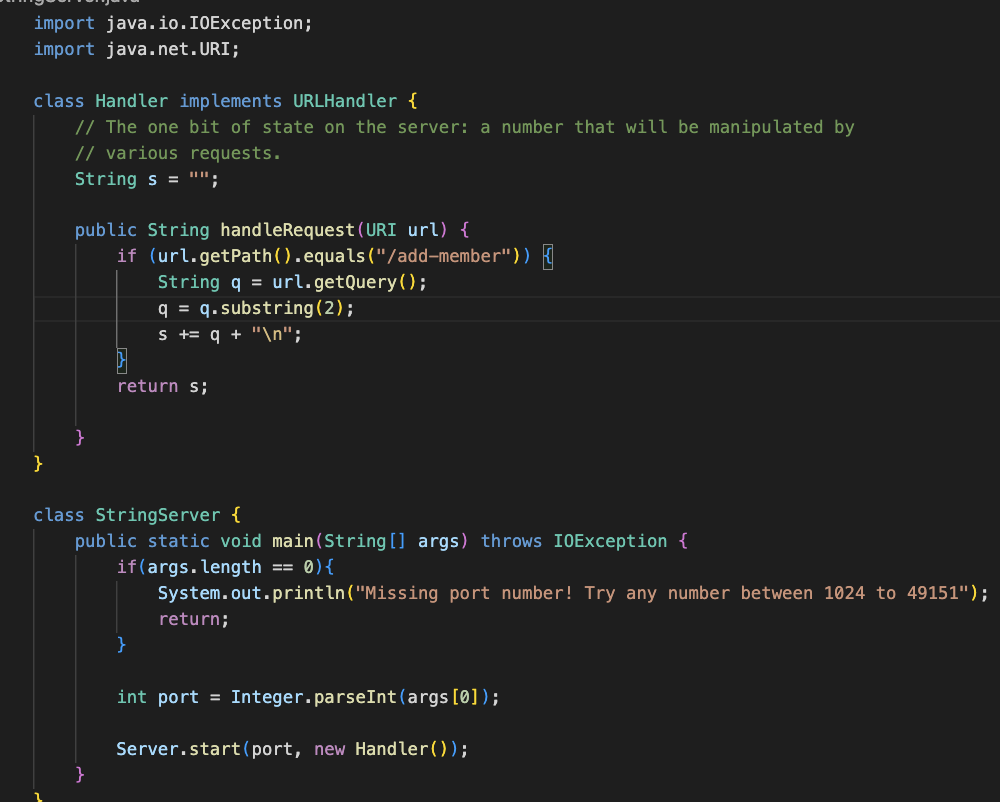 StringServer.java
import java.io.IOException;
import java.net.URI;

class Handler implements URLHandler {
    // The one bit of state on the server: a number that will be manipulated by
    // various requests.
    String s = "";

    public String handleRequest(URI url) {
        if (url.getPath().equals("/add-member")) {
            String q = url.getQuery();
            q = q.substring(2);
            s += q + "\n";
        }
        return s;

    }
}

class StringServer {
    public static void main(String[] args) throws IOException {
        if(args.length == 0){
            System.out.println("Missing port number! Try any number between 1024 to 49151");
            return;
        }

        int port = Integer.parseInt(args[0]);

        Server.start(port, new Handler());
    }
}